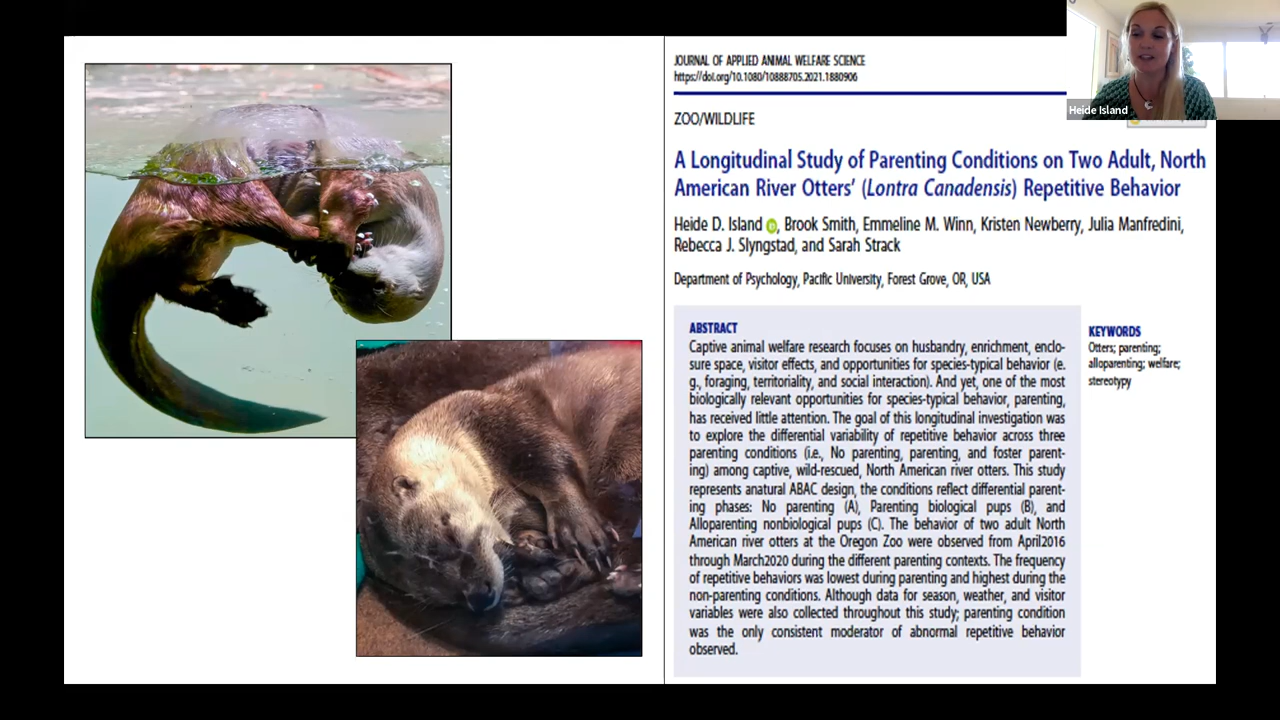 JOURNAL OF APPLIED ANIMAL WELFARE SCIENCE
https://doi.org/10.1080/10888705.2021.1880906
Heide Island
ZOO/WILDLIFE
A Longitudinal Study of Parenting Conditions on Two Adult, North
American River Otters’ (Lontra Canadensis) Repetitive Behavior
Heide D. Island , Brook Smith, Emmeline M. Winn, Kristen Newberry, Julia Manfredini,
Rebecca J. Slyngstad, and Sarah Strack
Department of Psychology, Pacific University, Forest Grove, OR, USA
ABSTRACT
Captive animal welfare research focuses on husbandry, enrichment, enclo-
sure space, visitor effects, and opportunities for species-typical behavior (e.
g., foraging, territoriality, and social interaction). And yet, one of the most
biologically relevant opportunities for species-typical behavior, parenting,
has received little attention. The goal of this longitudinal investigation was
to explore the differential variability of repetitive behavior across three
parenting conditions (i.e., No parenting, parenting, and foster parent-
ing) among captive, wild-rescued, North American river otters. This study
represents anatural ABAC design, the conditions reflect differential parent-
ing phases: No parenting (A), Parenting biological pups (B), and
Alloparenting nonbiological pups (C). The behavior of two adult North
American river otters at the Oregon Zoo were observed from April2016
through March2020 during the different parenting contexts. The frequency
of repetitive behaviors was lowest during parenting and highest during the
non-parenting conditions. Although data for season, weather, and visitor
variables were also collected throughout this study; parenting condition
was the only consistent moderator of abnormal repetitive behavior
observed.
KEYWORDS
Otters; parenting;
alloparenting; welfare;
stereotypy